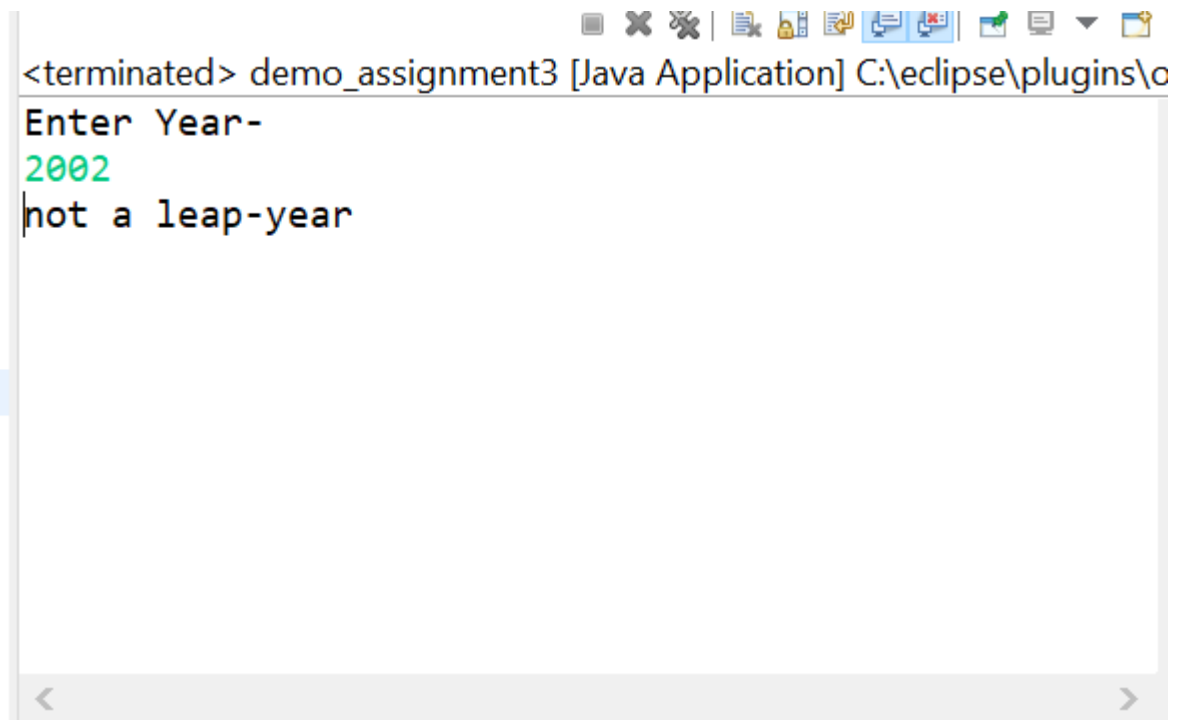 <terminated> demo_assignment3 [Java Application] C:\eclipse\plugins\o
Enter Year-
2002
not a leap-year